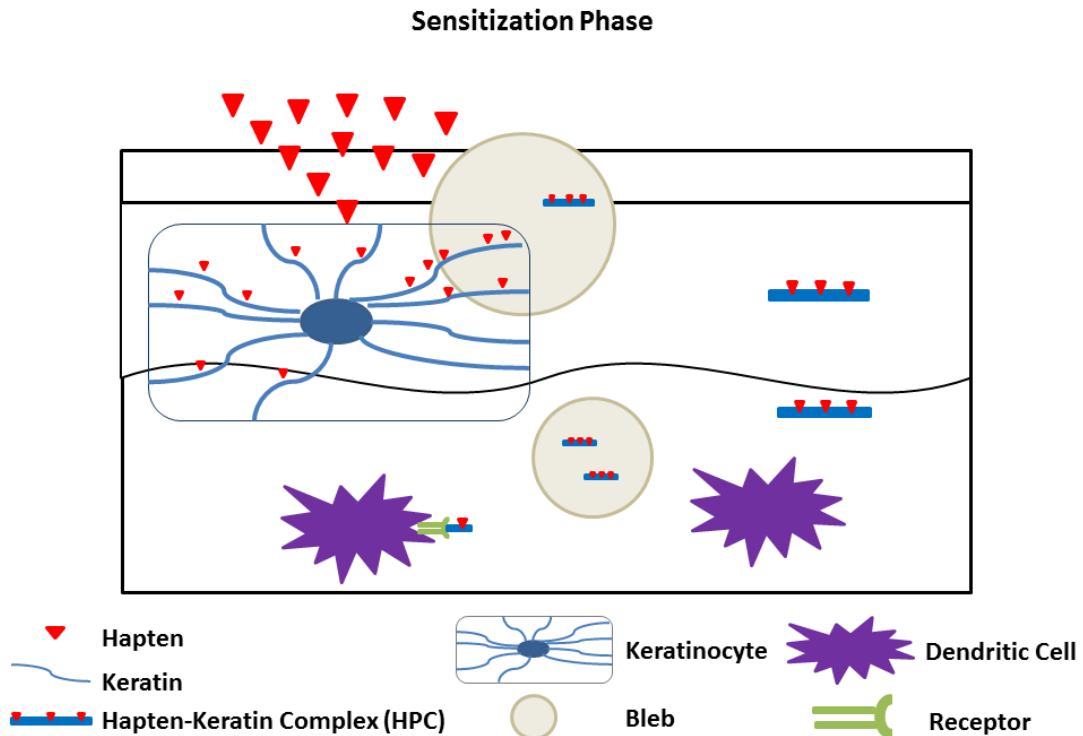 Sensitization Phase
Hapten
Keratin
Hapten-Keratin Complex (HPC)
Keratinocyte
Bleb
Dendritic Cell
Receptor